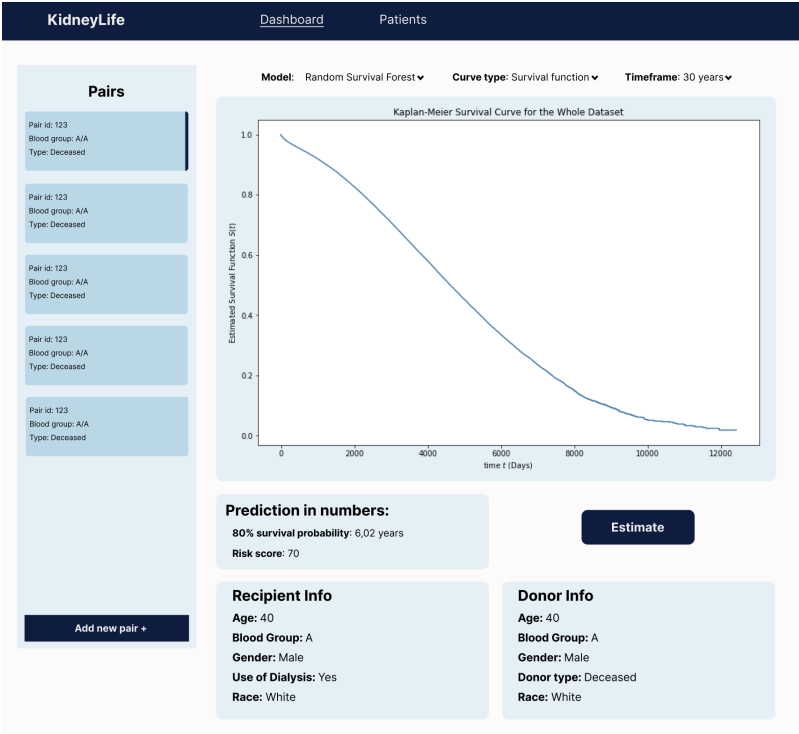 KidneyLife
Dashboard
Patients
Pairs
Pair id: 123
Blood group: A/A
Type: Deceased
Pair id: 123
Blood group: A/A
Type: Deceased
Pair id: 123
Blood group: A/A
Type: Deceased
Pair id: 123
Blood group: A/A
Type: Deceased
Pair id: 123
Blood group: A/A
Type: Deceased
Add new pair +
Model: Random Survival Forest
Curve type: Survival function
Timeframe: 30 years
Kaplan-Meier Survival Curve for the Whole Dataset
Estimated Survival Function S(t)
1.0
0.8
0.6
0.4
0.2
0.0
0 2000 4000 6000 8000 10000 12000
time t (Days)
Prediction in numbers:
80% survival probability: 6,02 years
Risk score: 70
Estimate
Recipient Info
Age: 40
Blood Group: A
Gender: Male
Use of Dialysis: Yes
Race: White
Donor Info
Age: 40
Blood Group: A
Gender: Male
Donor type: Deceased
Race: White